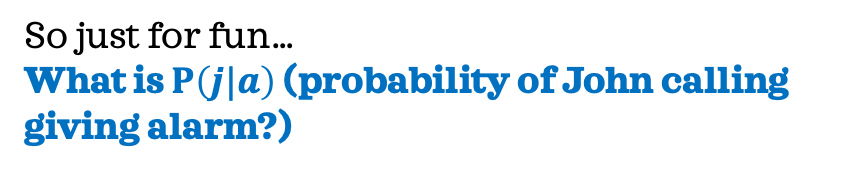 So just for fun…
What is P(j|a) (probability of John calling
giving alarm?)